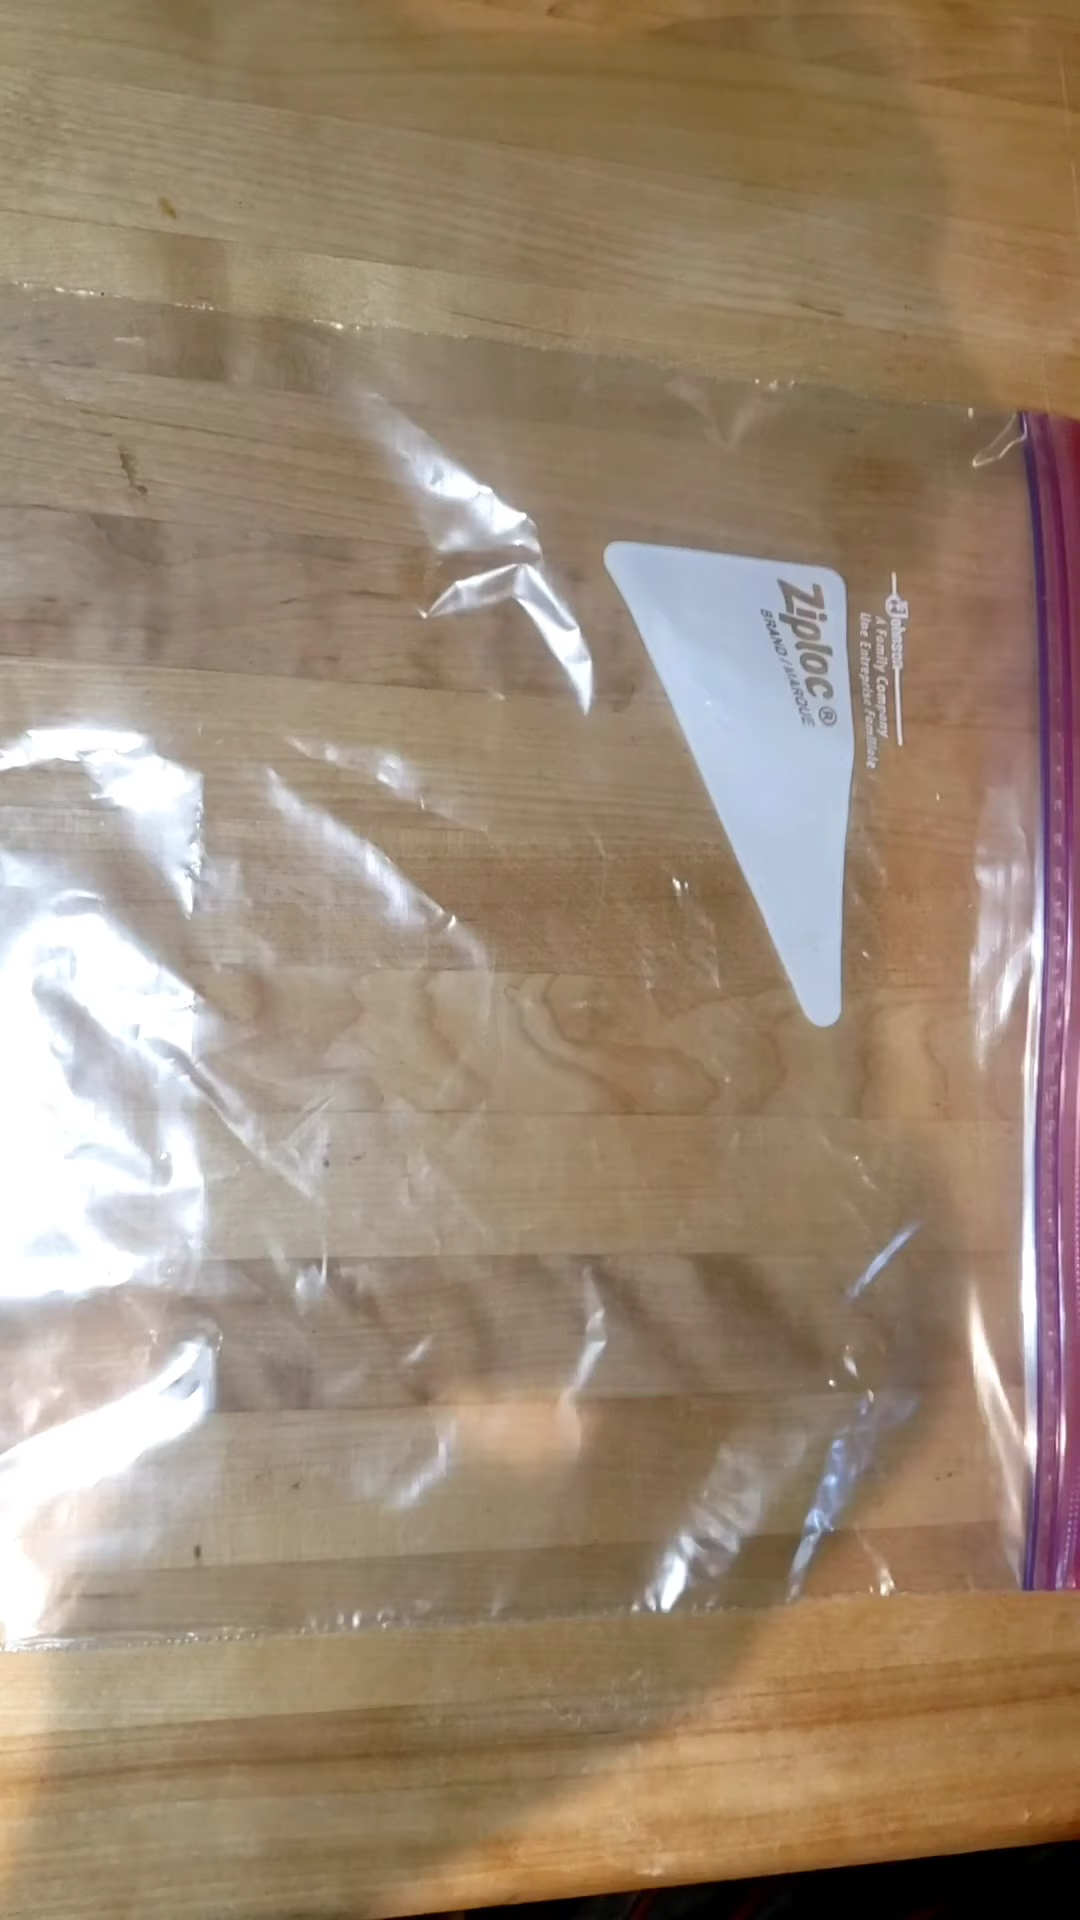 Johnson
A Family Company
Une Entreprise Familiale
Ziploc®
BRAND / MARQUE